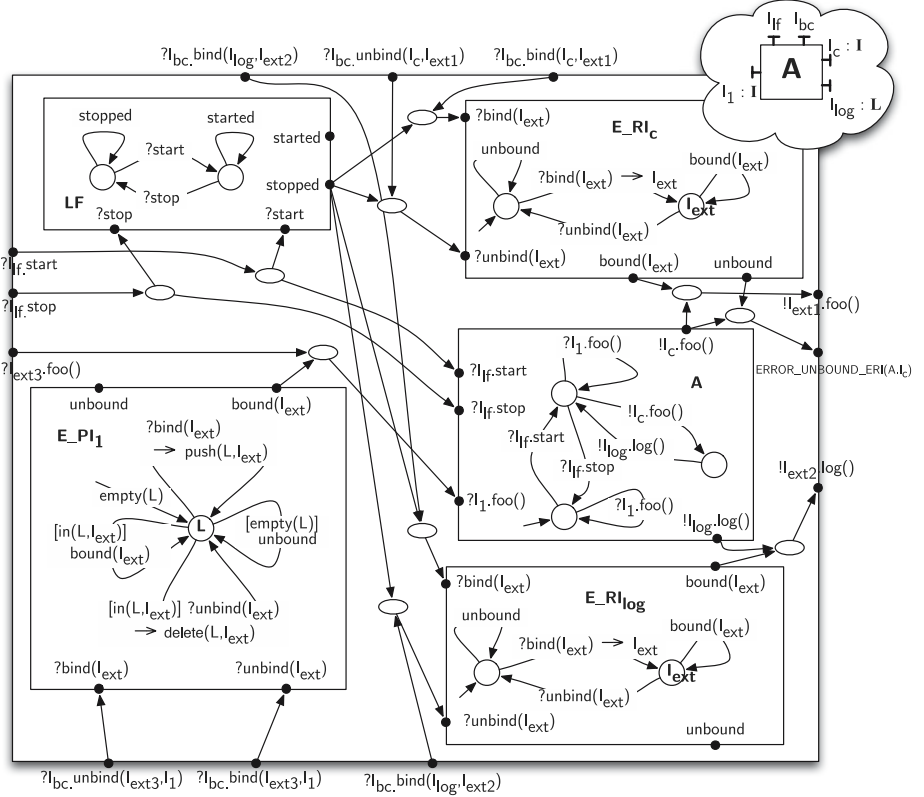 I_lf I_bc
I_c : I
A
I_1 : I
I_log : L
?I_bc.bind(I_log,I_ext2)
?I_bc.unbind(I_c,I_ext1)
?I_bc.bind(I_c,I_ext1)
stopped
started
?start
?stop
LF
started
stopped
?stop
?start
?bind(I_ext)
E_RI_c
unbound
?bind(I_ext) → I_ext
bound(I_ext)
I_ext
?unbind(I_ext)
?unbind(I_ext)
bound(I_ext)
unbound
?I_lf.start
?I_lf.stop
?I_ext3.foo()
!I_ext1.foo()
!I_c.foo()
ERROR_UNBOUND_ERI(A.I_c)
?I_lf.start
?I_lf.stop
?I_1.foo()
A
!I_c.foo()
?I_lf.start
!I_log.log()
?I_lf.stop
?I_1.foo()
?I_1.foo()
!I_log.log()
!I_ext2.log()
unbound
bound(I_ext)
E_PI_1
?bind(I_ext)
→ push(L,I_ext)
empty(L)
L
[in(L,I_ext)]
bound(I_ext)
[empty(L)]
unbound
[in(L,I_ext)] ?unbind(I_ext)
→ delete(L,I_ext)
?bind(I_ext)
?unbind(I_ext)
?bind(I_ext)
bound(I_ext)
E_RI_log
unbound
?bind(I_ext) → I_ext
bound(I_ext)
I_ext
?unbind(I_ext)
?unbind(I_ext)
unbound
?I_bc.unbind(I_ext3,I_1)
?I_bc.bind(I_ext3,I_1)
?I_bc.bind(I_log,I_ext2)